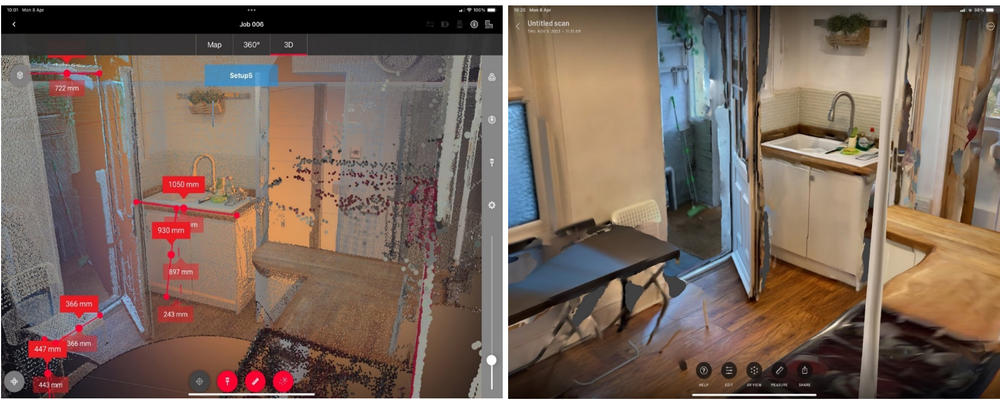 10:01 Mon 8 Apr
100%
Job 006
Map 360° 3D
Setup5
722 mm
1050 mm
930 mm
897 mm
243 mm
366 mm
366 mm
447 mm
443 mm
10:20 Mon 8 Apr
98%
Untitled scan
THU, NOV 9, 2023 • 11:31 AM
HELP EDIT AR VIEW MEASURE SHARE